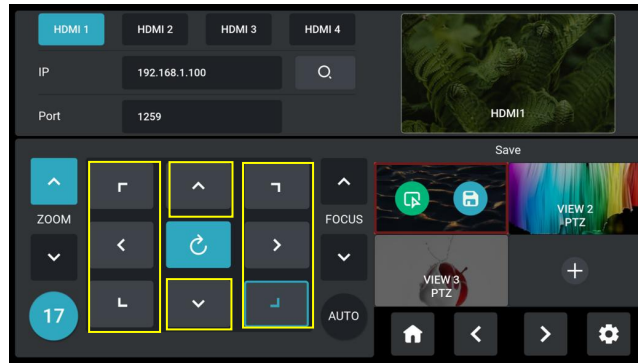 HDMI 1 HDMI 2 HDMI 3 HDMI 4
IP 192.168.1.100
Port 1259
HDMI1
Save
ZOOM FOCUS
VIEW 2
PTZ
VIEW 3
PTZ
17 AUTO